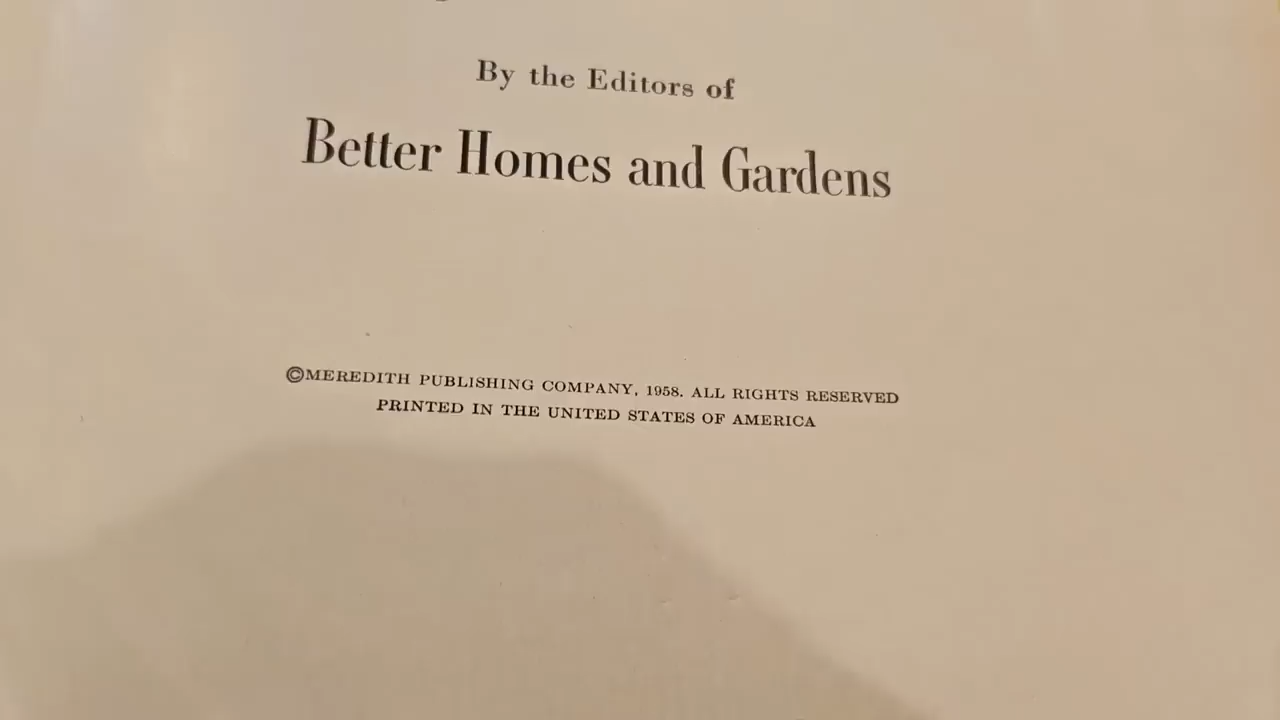 By the Editors of
Better Homes and Gardens
©MEREDITH PUBLISHING COMPANY, 1958. ALL RIGHTS RESERVED
PRINTED IN THE UNITED STATES OF AMERICA